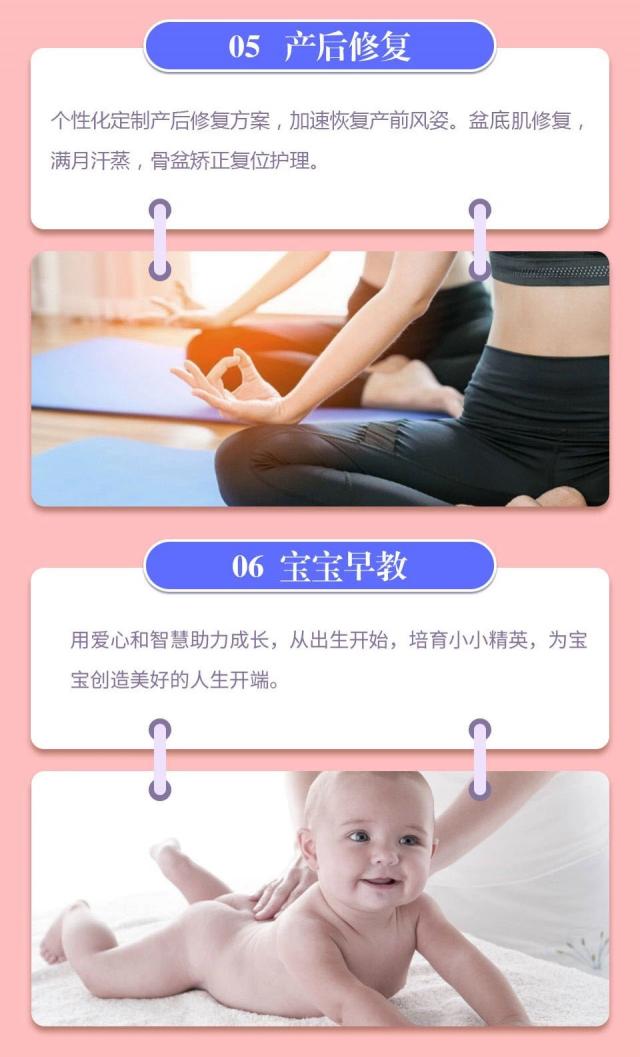 05 产后修复
个性化定制产后修复方案，加速恢复产前风姿。盆底肌修复，
满月汗蒸，骨盆矫正复位护理。
06 宝宝早教
用爱心和智慧助力成长，从出生开始，培育小小精英，为宝
宝创造美好的人生开端。